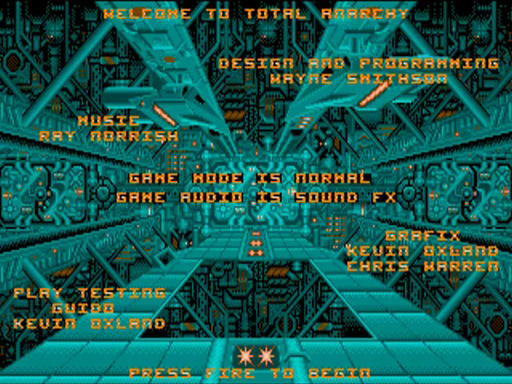 WELCOME TO TOTAL ANARCHY
DESIGN AND PROGRAMMING
WAYNE SMITHSON
MUSIC
RAY NORRISH
GAME MODE IS NORMAL
GAME AUDIO IS SOUND FX
GRAFIX
KEVIN OXLAND
CHRIS WARREN
PLAY TESTING
GUIDO
KEVIN OXLAND
PRESS FIRE TO BEGIN